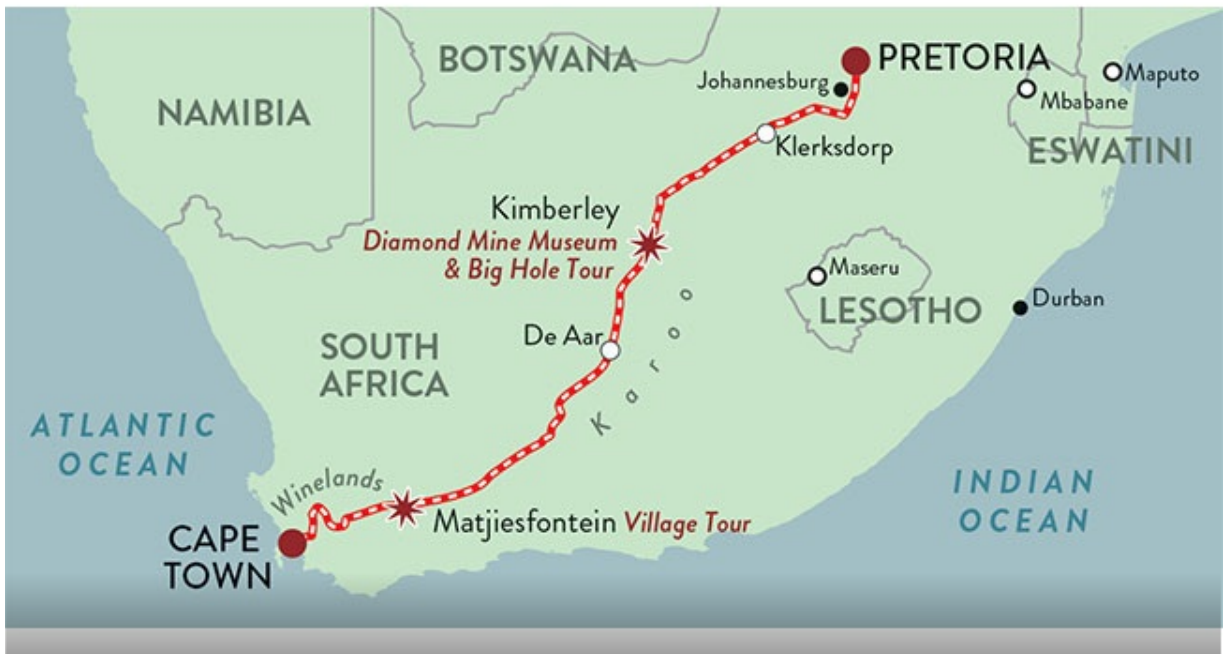 BOTSWANA
PRETORIA
Johannesburg
Maputo
Mbabane
NAMIBIA
Klerksdorp
ESWATINI
Kimberley
Diamond Mine Museum
& Big Hole Tour
Maseru
LESOTHO
Durban
De Aar
Karoo
SOUTH
AFRICA
ATLANTIC
OCEAN
Winelands
INDIAN
OCEAN
Matjiesfontein Village Tour
CAPE
TOWN